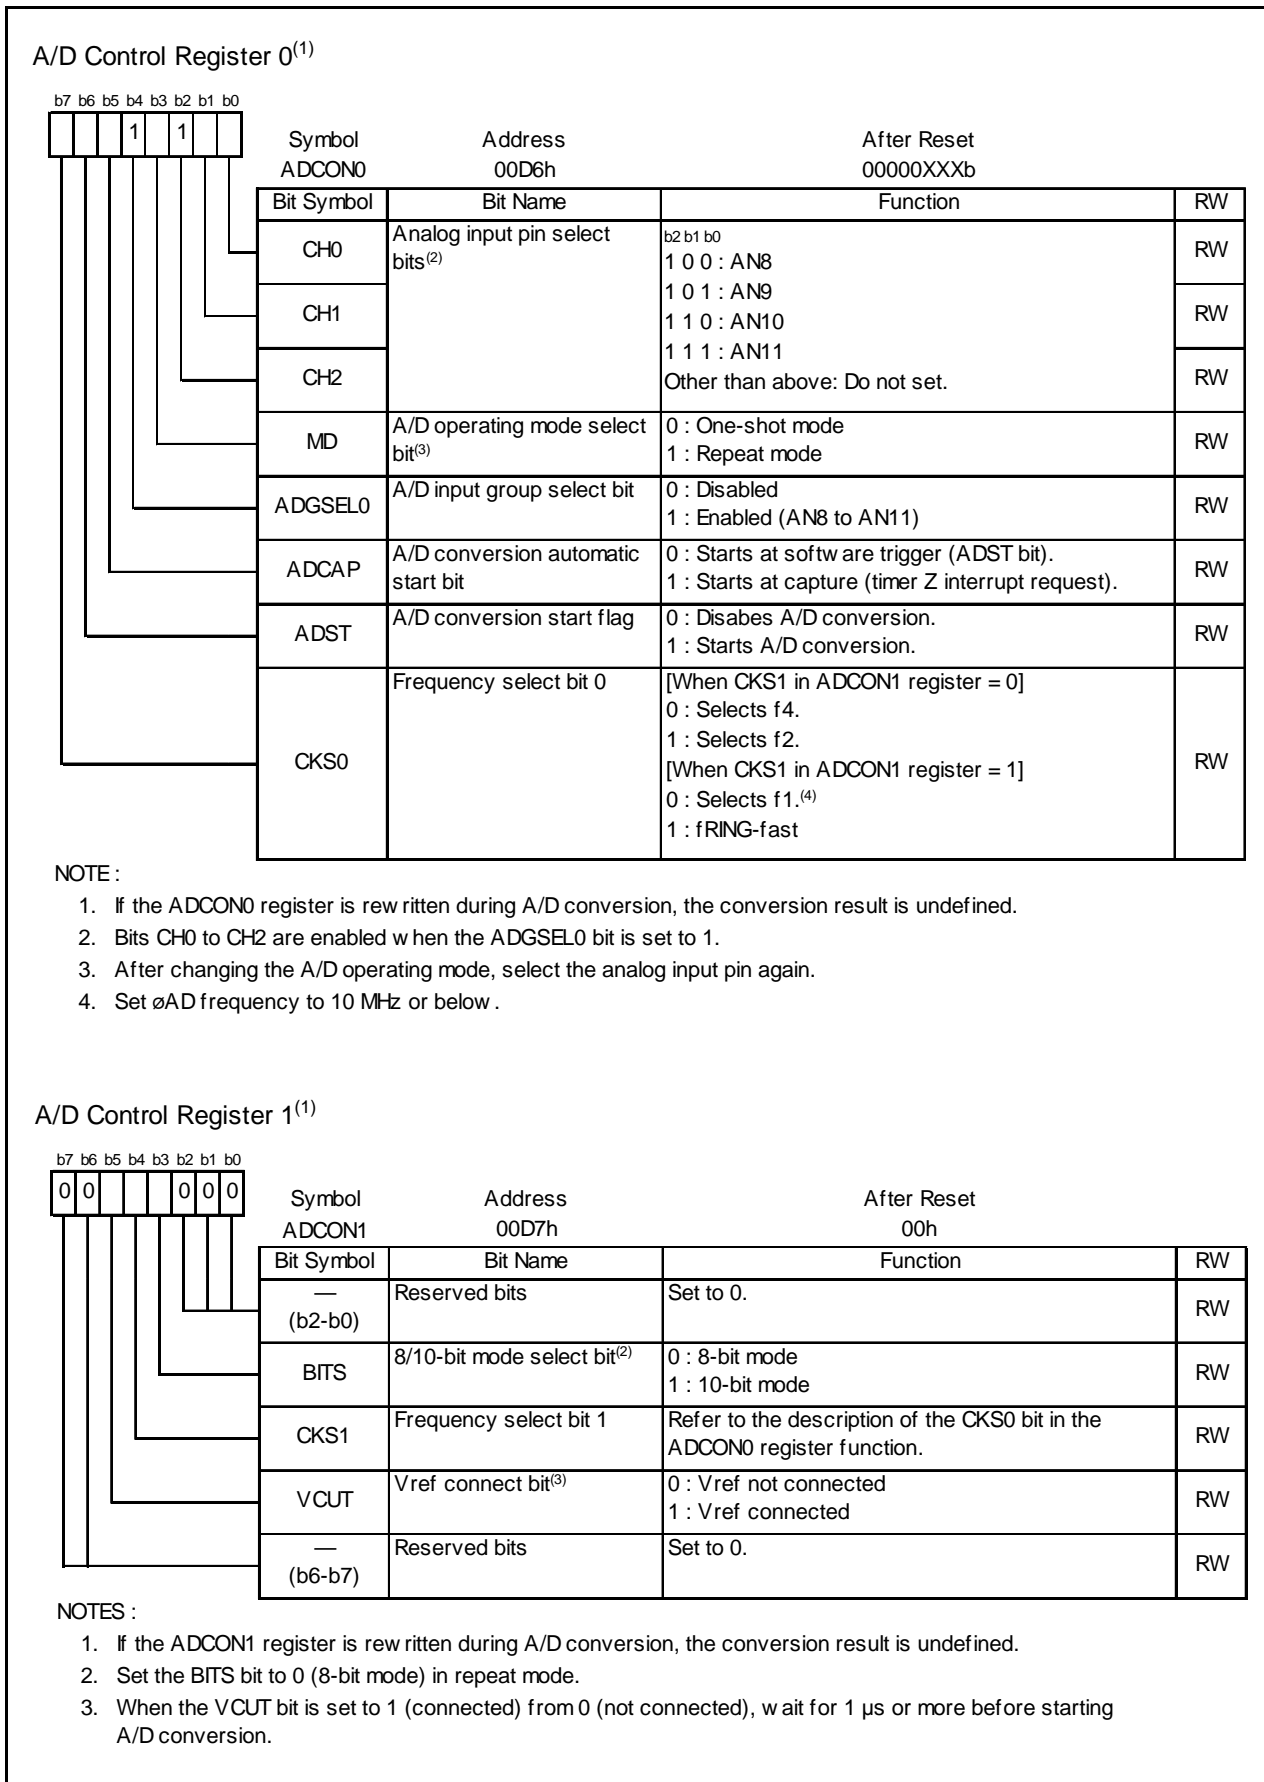 A/D Control Register 0(1)
b7 b6 b5 b4 b3 b2 b1 b0
1 1
Symbol Address After Reset
ADCON0 00D6h 00000XXXb
Bit Symbol Bit Name Function RW
CH0 Analog input pin select bits(2) b2 b1 b0 RW
1 0 0 : AN8
1 0 1 : AN9
CH1 RW
1 1 0 : AN10
1 1 1 : AN11
CH2 RW
Other than above: Do not set.
MD A/D operating mode select bit(3) 0 : One-shot mode RW
1 : Repeat mode
ADGSEL0 A/D input group select bit 0 : Disabled RW
1 : Enabled (AN8 to AN11)
ADCAP A/D conversion automatic start bit 0 : Starts at software trigger (ADST bit). RW
1 : Starts at capture (timer Z interrupt request).
ADST A/D conversion start flag 0 : Disabes A/D conversion. RW
1 : Starts A/D conversion.
CKS0 Frequency select bit 0 [When CKS1 in ADCON1 register = 0] RW
0 : Selects f4.
1 : Selects f2.
[When CKS1 in ADCON1 register = 1]
0 : Selects f1.(4)
1 : fRING-fast
NOTE :
1. If the ADCON0 register is rewritten during A/D conversion, the conversion result is undefined.
2. Bits CH0 to CH2 are enabled when the ADGSEL0 bit is set to 1.
3. After changing the A/D operating mode, select the analog input pin again.
4. Set øAD frequency to 10 MHz or below.
A/D Control Register 1(1)
b7 b6 b5 b4 b3 b2 b1 b0
0 0 0 0 0
Symbol Address After Reset
ADCON1 00D7h 00h
Bit Symbol Bit Name Function RW
— (b2-b0) Reserved bits Set to 0. RW
BITS 8/10-bit mode select bit(2) 0 : 8-bit mode RW
1 : 10-bit mode
CKS1 Frequency select bit 1 Refer to the description of the CKS0 bit in the RW
ADCON0 register function.
VCUT Vref connect bit(3) 0 : Vref not connected RW
1 : Vref connected
— (b6-b7) Reserved bits Set to 0. RW
NOTES :
1. If the ADCON1 register is rewritten during A/D conversion, the conversion result is undefined.
2. Set the BITS bit to 0 (8-bit mode) in repeat mode.
3. When the VCUT bit is set to 1 (connected) from 0 (not connected), wait for 1 µs or more before starting
A/D conversion.